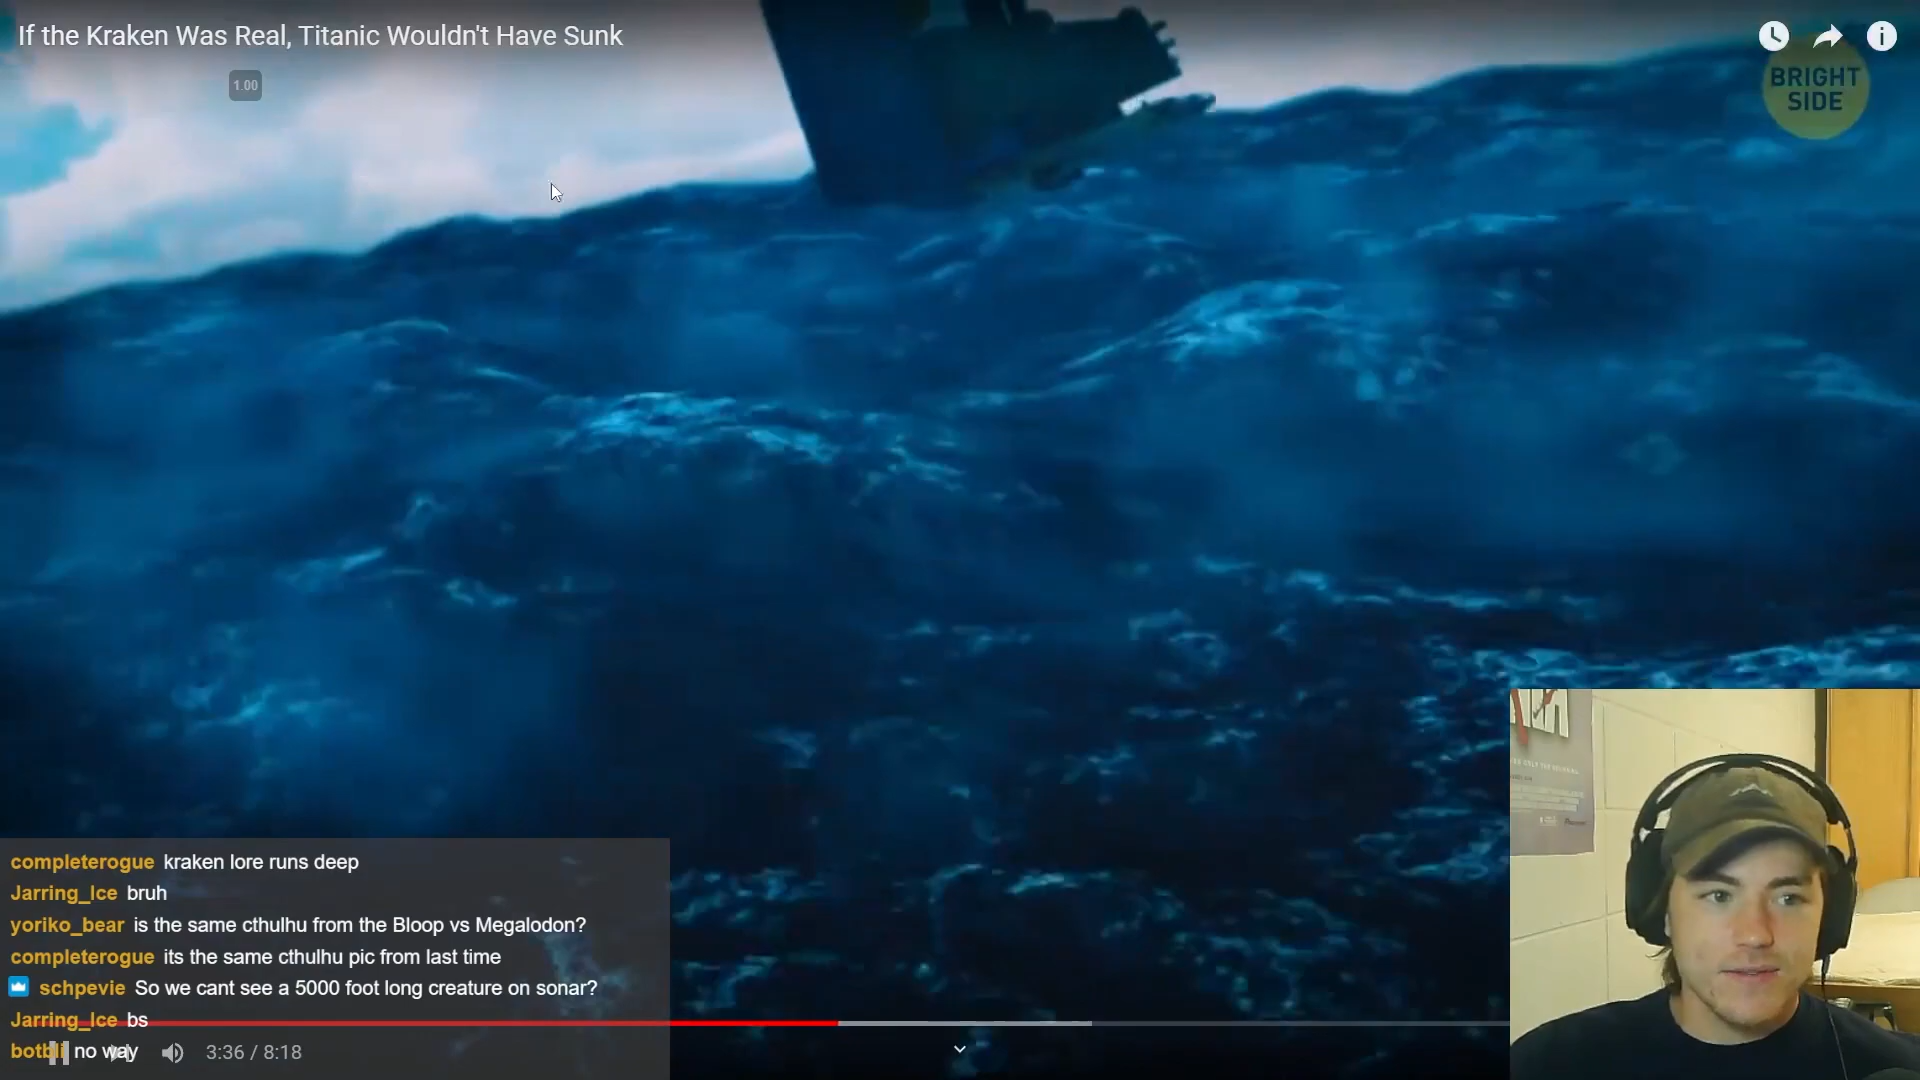 If the Kraken Was Real, Titanic Wouldn't Have Sunk
1.00
BRIGHT
SIDE
completerogue kraken lore runs deep
Jarring_Ice bruh
yoriko_bear is the same cthulhu from the Bloop vs Megalodon?
completerogue its the same cthulhu pic from last time
schpevie So we cant see a 5000 foot long creature on sonar?
Jarring_Ice bs
botbli no way
3:36 / 8:18